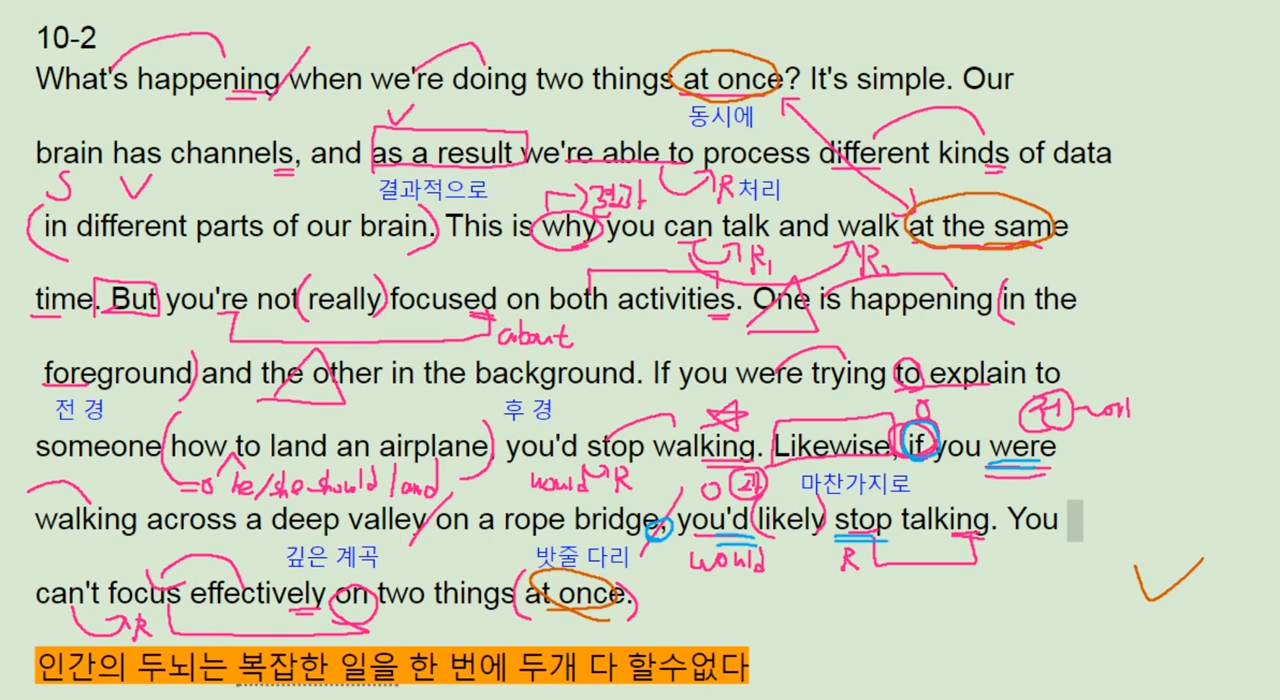 10-2
What's happening when we're doing two things at once? It's simple. Our
동시에
brain has channels, and as a result we're able to process different kinds of data
S V 결과적으로 →결과 R 처리
in different parts of our brain. This is why you can talk and walk at the same
R₁ R₂
time. But you're not really focused on both activities. One is happening in the
about
foreground and the other in the background. If you were trying to explain to
전 경 후 경 전 ~에
someone how to land an airplane, you'd stop walking. Likewise, if you were
he/she should land would R 과 마찬가지로
walking across a deep valley on a rope bridge, you'd likely stop talking. You
깊은 계곡 밧줄 다리 would R
can't focus effectively on two things at once.
R
인간의 두뇌는 복잡한 일을 한 번에 두개 다 할수없다